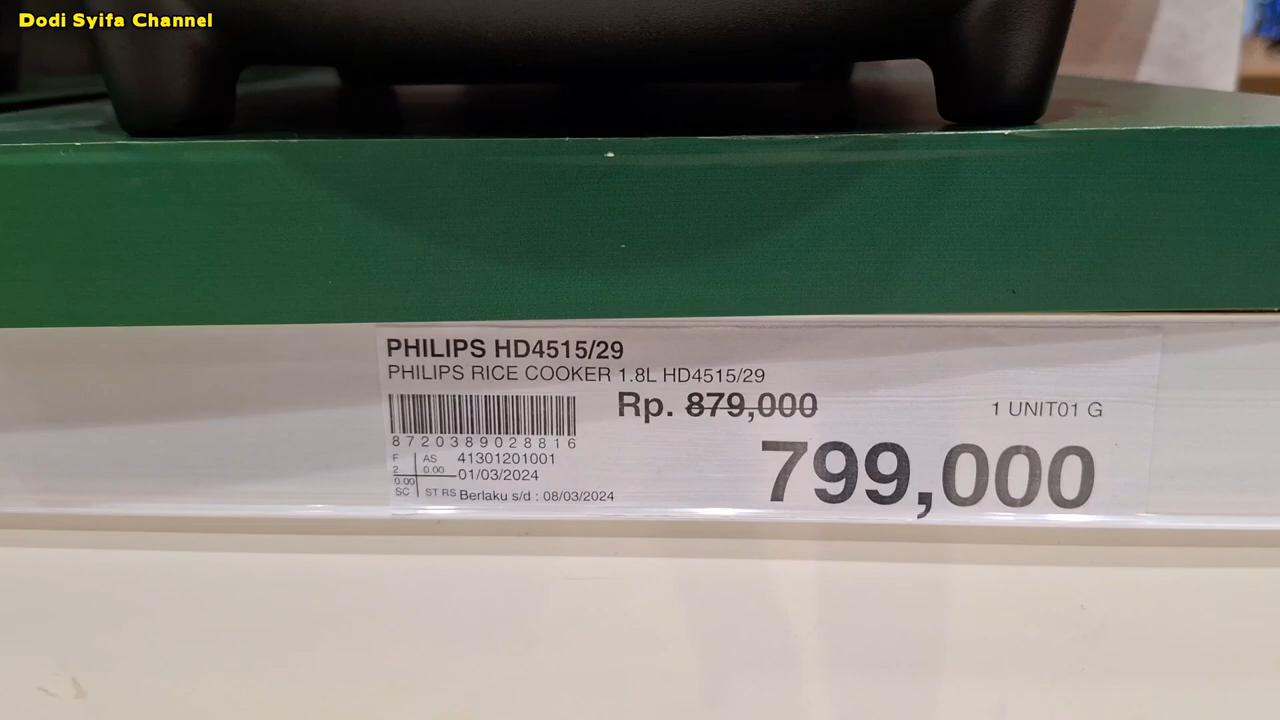 Dodi Syifa Channel
PHILIPS HD4515/29
PHILIPS RICE COOKER 1.8L HD4515/29
Rp. 879,000
1 UNIT01 G
799,000
8720389028816
F AS 41301201001
2 0.00 01/03/2024
0.00
SC ST RS Berlaku s/d : 08/03/2024